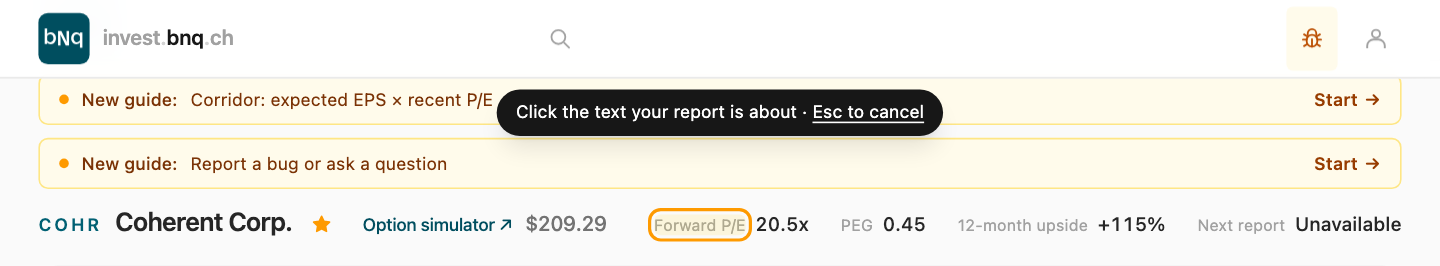 bNq invest.bnq.ch
New guide: Corridor: expected EPS × recent P/E Start →
Click the text your report is about · Esc to cancel
New guide: Report a bug or ask a question Start →
COHR Coherent Corp. Option simulator ↗ $209.29 Forward P/E 20.5x PEG 0.45 12-month upside +115% Next report Unavailable